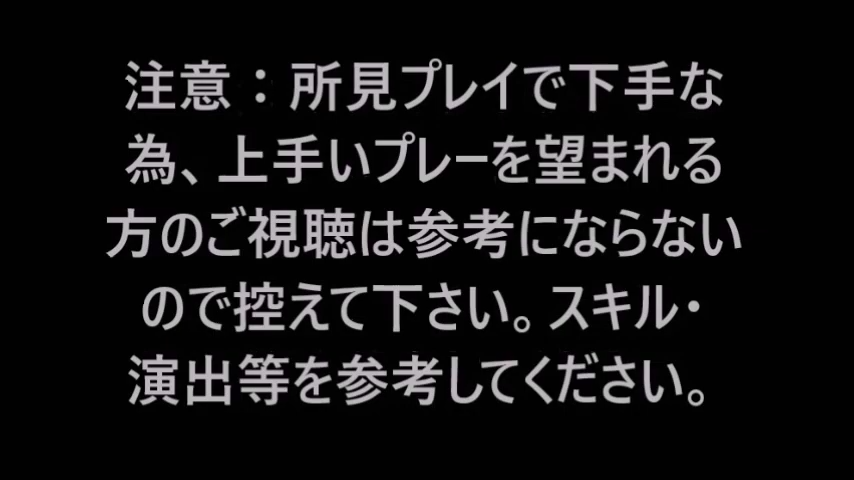 注意：所見プレイで下手な
為、上手いプレーを望まれる
方のご視聴は参考にならない
ので控えて下さい。スキル・
演出等を参考してください。